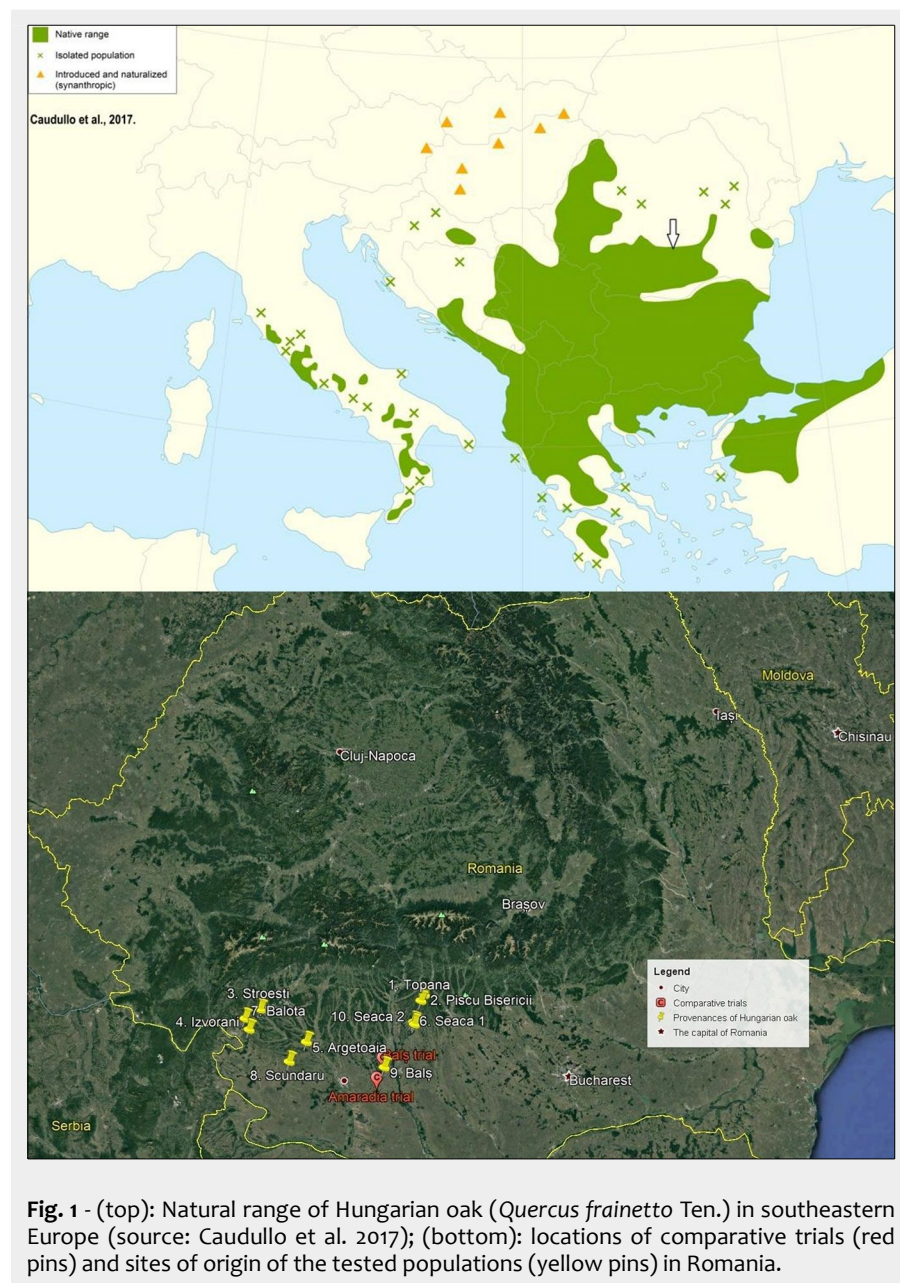 Native range
Isolated population
Introduced and naturalized
(synanthropic)
Caudullo et al., 2017.
Moldova
Iași
Chisinau
Cluj-Napoca
Romania
Brașov
1. Topana
2. Piscu Bisericii
3. Stroesti
7. Balota
4. Izvorani
10. Seaca 2
6. Seaca 1
5. Argetoaia
8. Scundaru
Balș trial
9. Balș
Amaradia trial
Bucharest
Serbia
Legend
City
Comparative trials
Provenances of Hungarian oak
The capital of Romania
Fig. 1 - (top): Natural range of Hungarian oak (Quercus frainetto Ten.) in southeastern
Europe (source: Caudullo et al. 2017); (bottom): locations of comparative trials (red
pins) and sites of origin of the tested populations (yellow pins) in Romania.